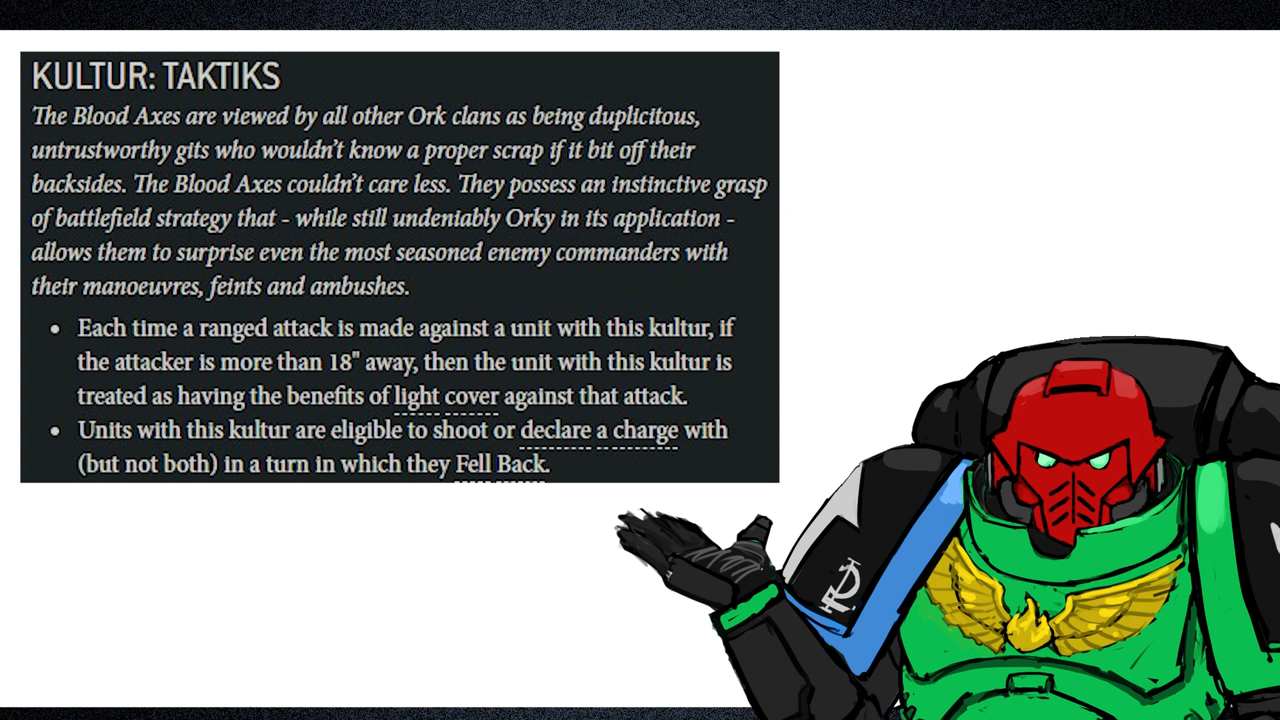 KULTUR: TAKTIKS
The Blood Axes are viewed by all other Ork clans as being duplicitous,
untrustworthy gits who wouldn't know a proper scrap if it bit off their
backsides. The Blood Axes couldn't care less. They possess an instinctive grasp
of battlefield strategy that - while still undeniably Orky in its application -
allows them to surprise even the most seasoned enemy commanders with
their manoeuvres, feints and ambushes.
• Each time a ranged attack is made against a unit with this kultur, if
the attacker is more than 18" away, then the unit with this kultur is
treated as having the benefits of light cover against that attack.
• Units with this kultur are eligible to shoot or declare a charge with
(but not both) in a turn in which they Fell Back.